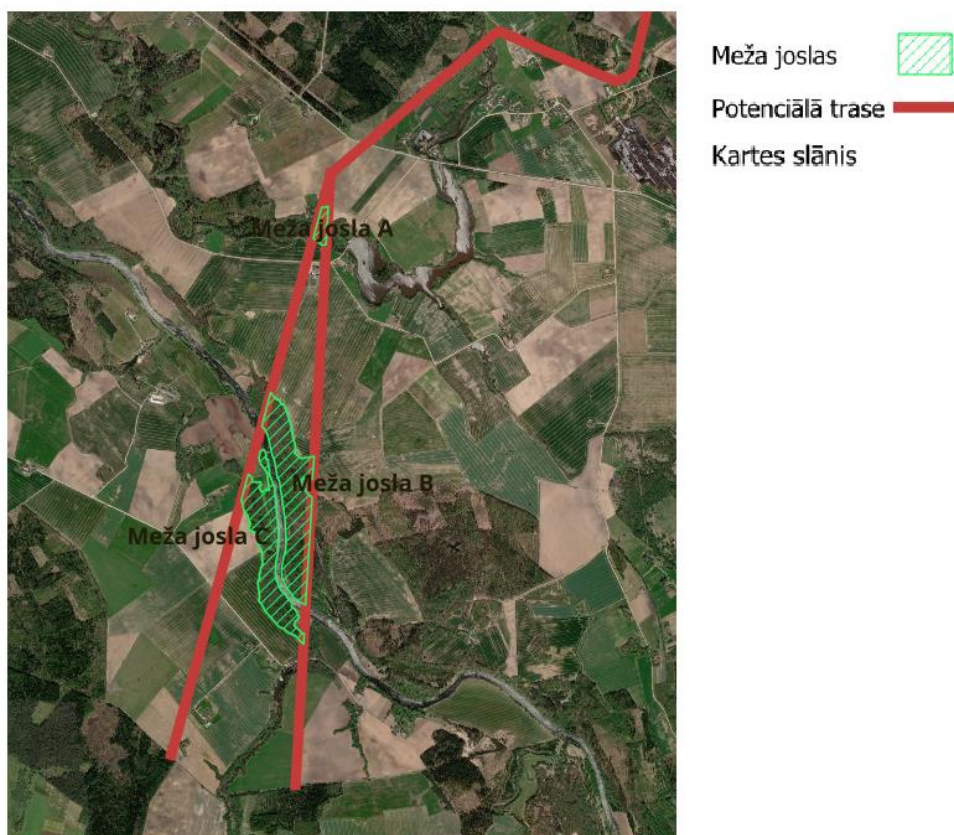 Meža joslas
Potenciālā trase
Kartes slānis
Meža josla A
Meža josla B
Meža josla C